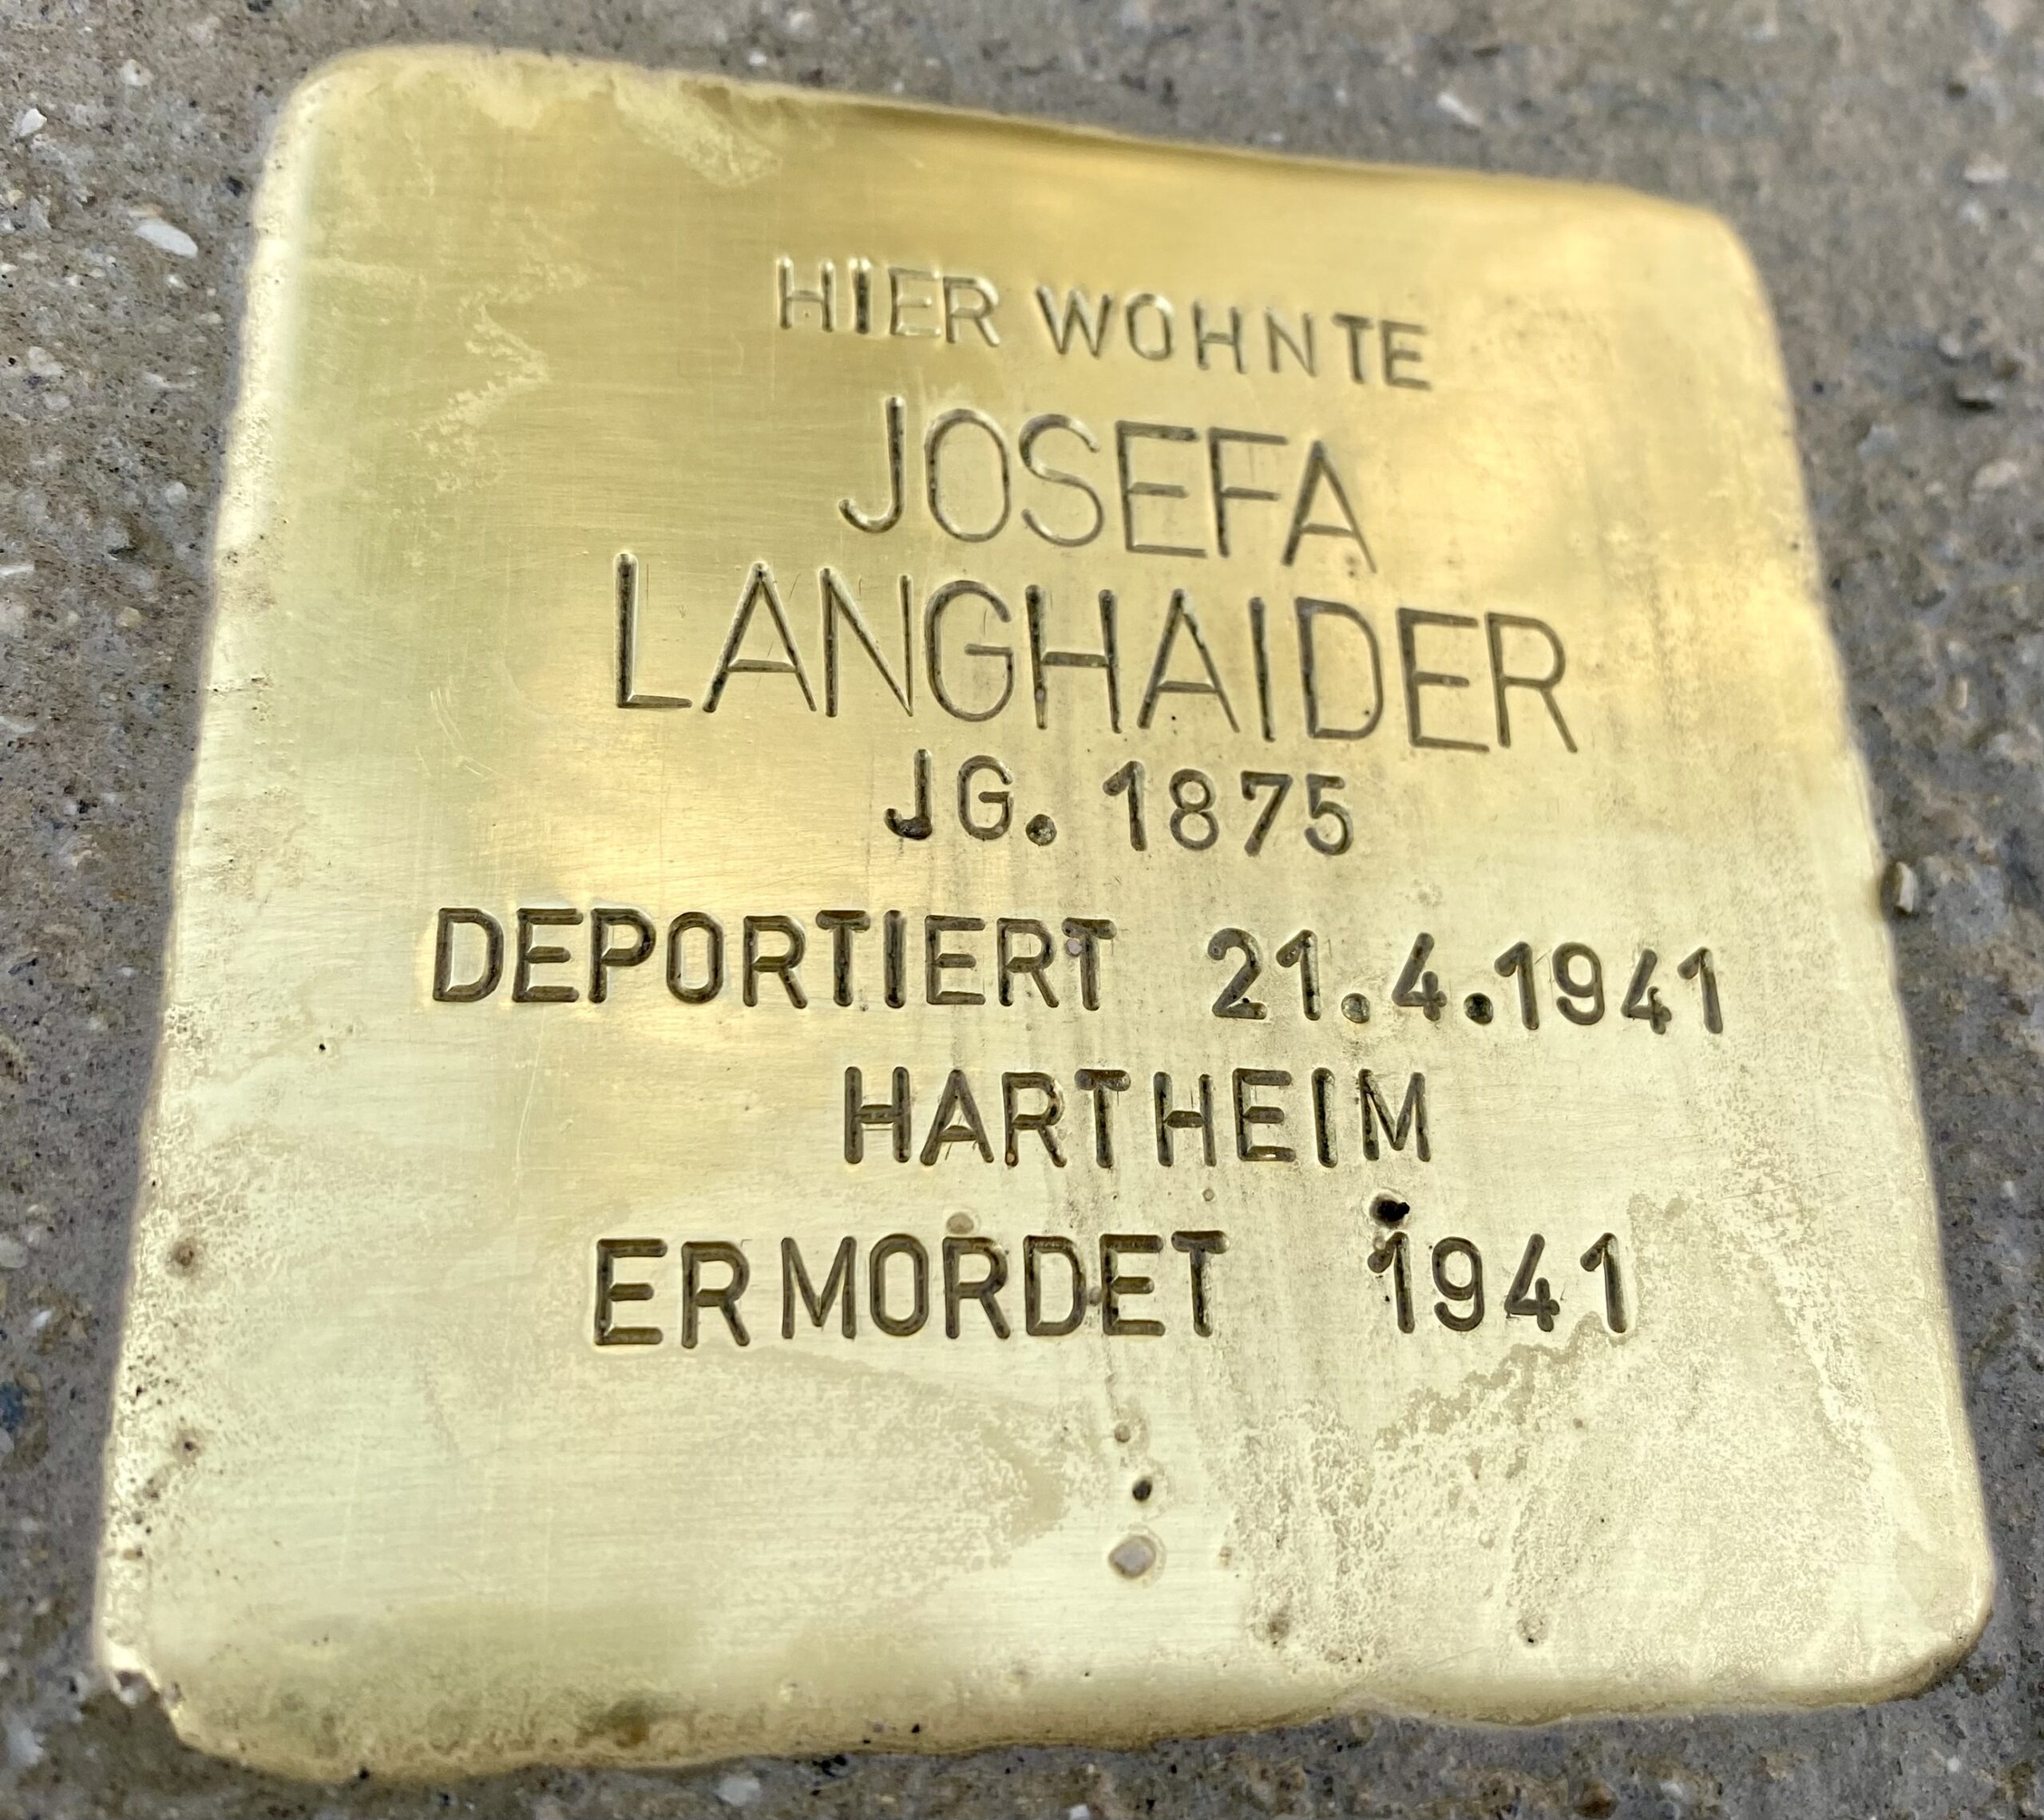 HIER WOHNTE
JOSEFA
LANGHAIDER
JG. 1875
DEPORTIERT 21.4.1941
HARTHEIM
ERMORDET 1941